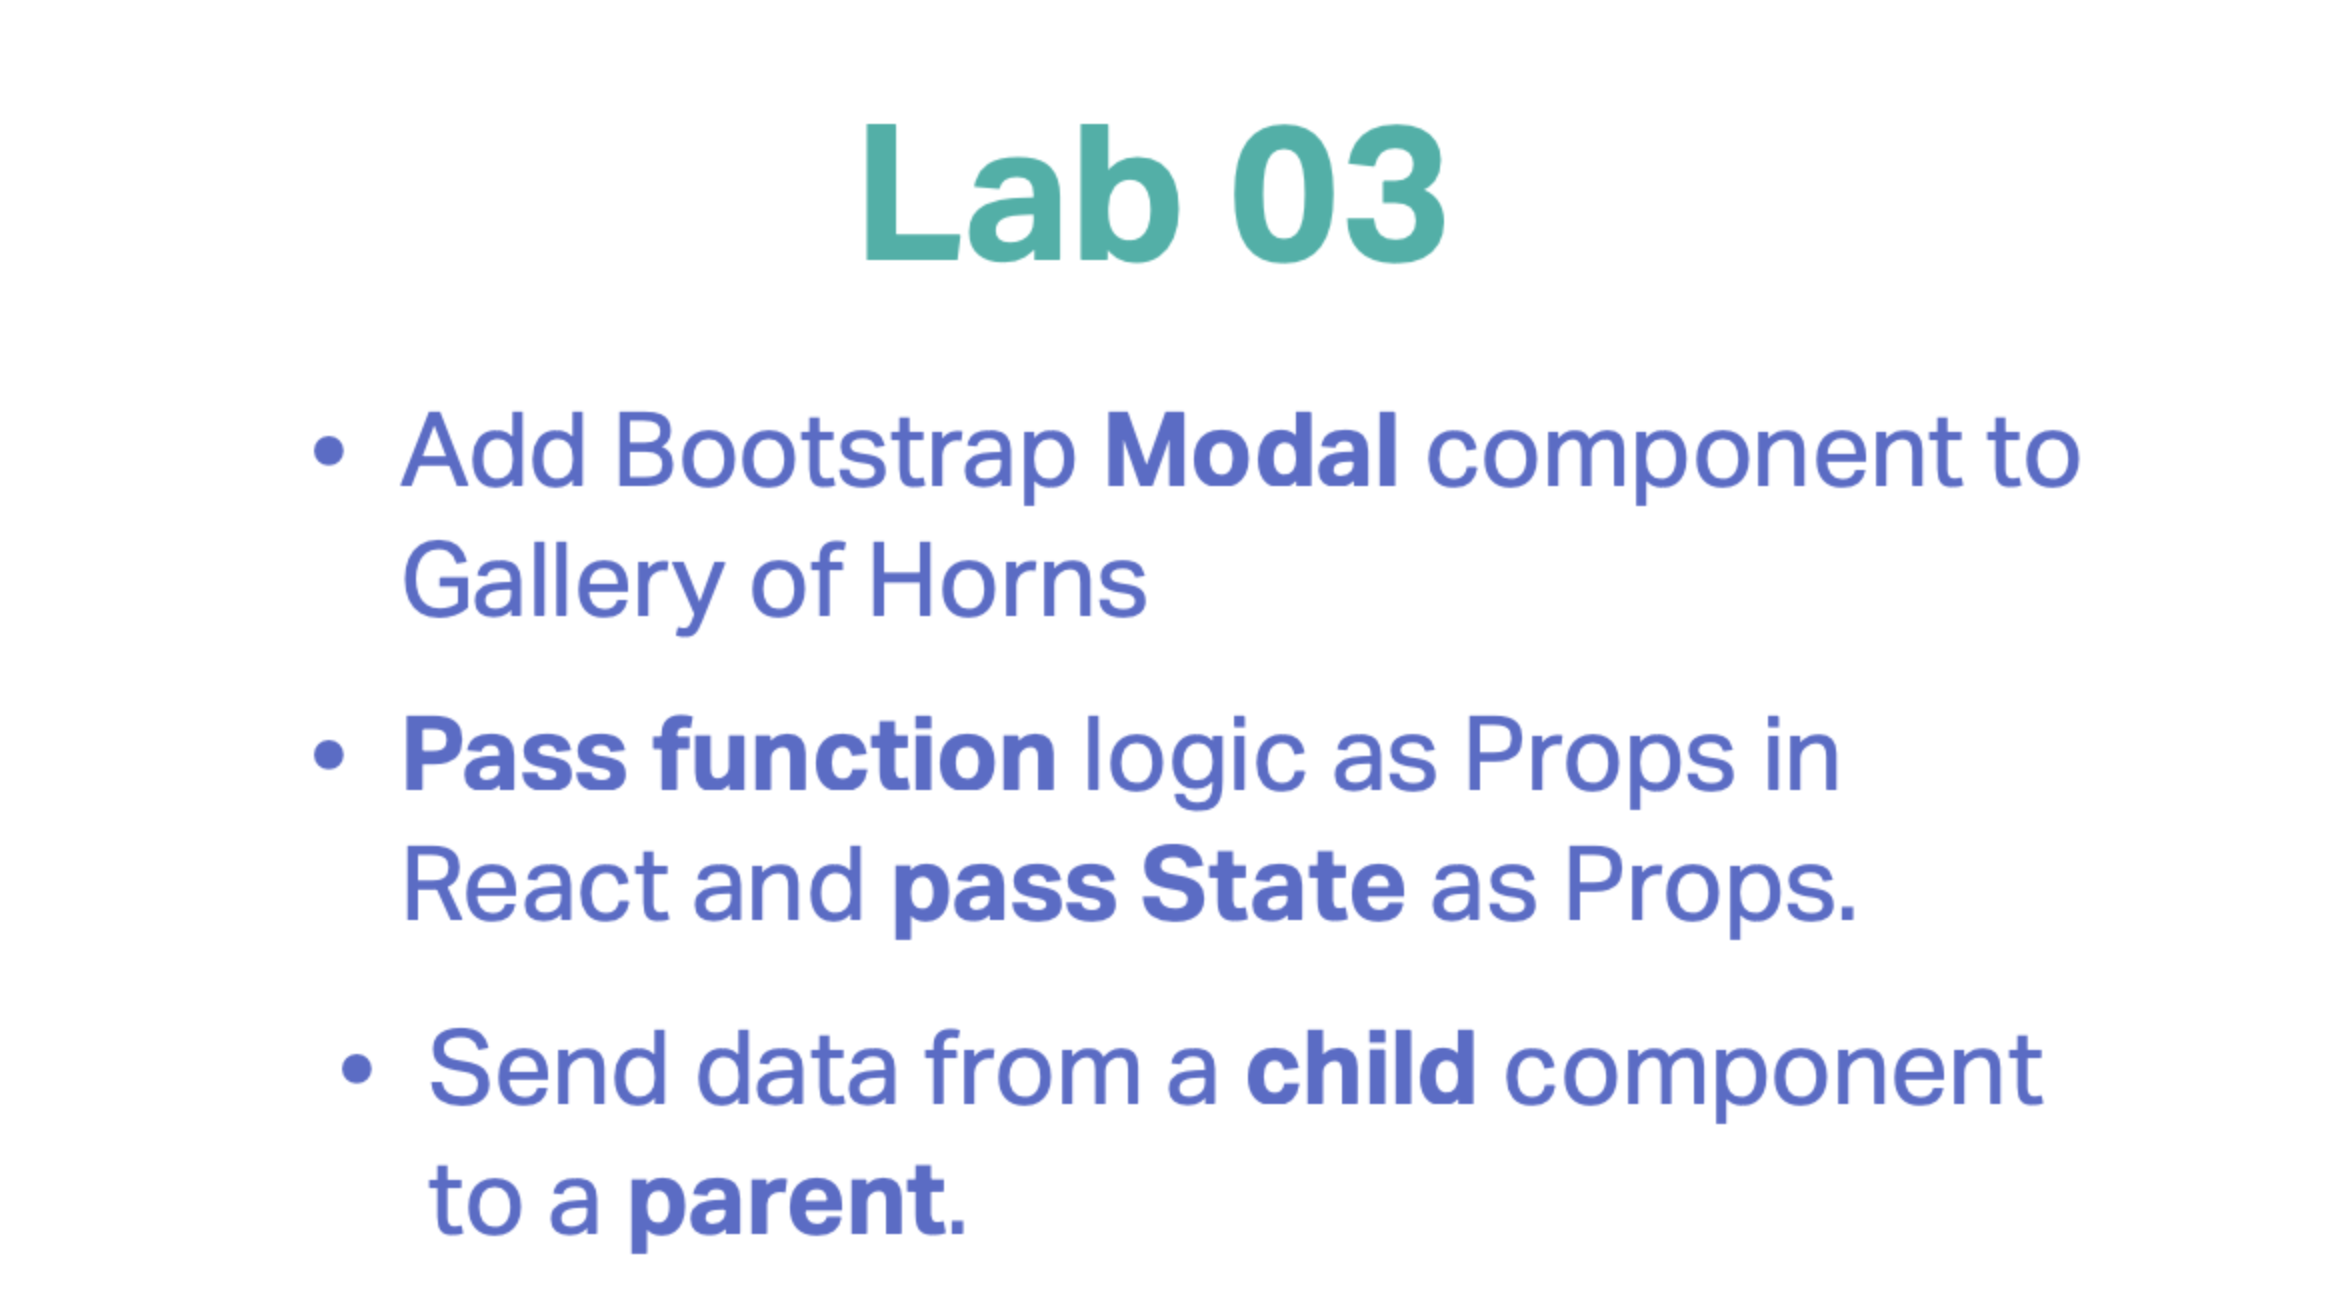 Lab 03
• Add Bootstrap Modal component to
Gallery of Horns
• Pass function logic as Props in
React and pass State as Props.
• Send data from a child component
to a parent.